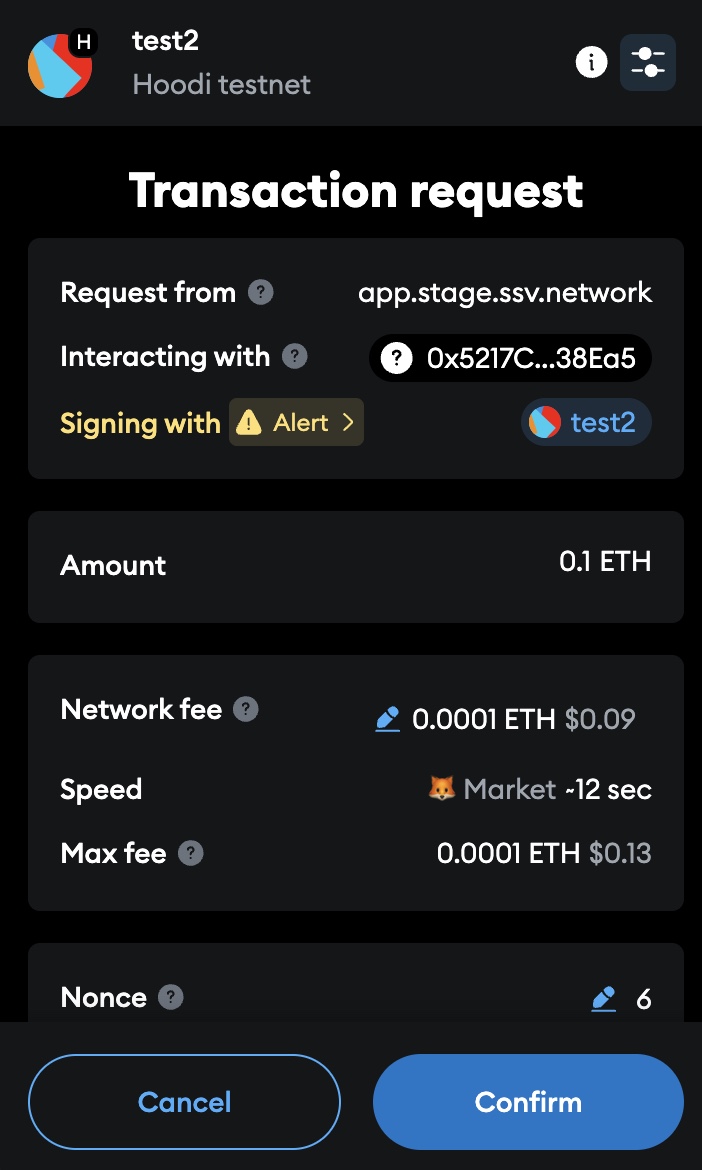 H
test2
Hoodi testnet
Transaction request
Request from ? app.stage.ssv.network
Interacting with ? ? 0x5217C...38Ea5
Signing with Alert > test2
Amount 0.1 ETH
Network fee ? 0.0001 ETH $0.09
Speed Market ~12 sec
Max fee ? 0.0001 ETH $0.13
Nonce ? 6
Cancel Confirm